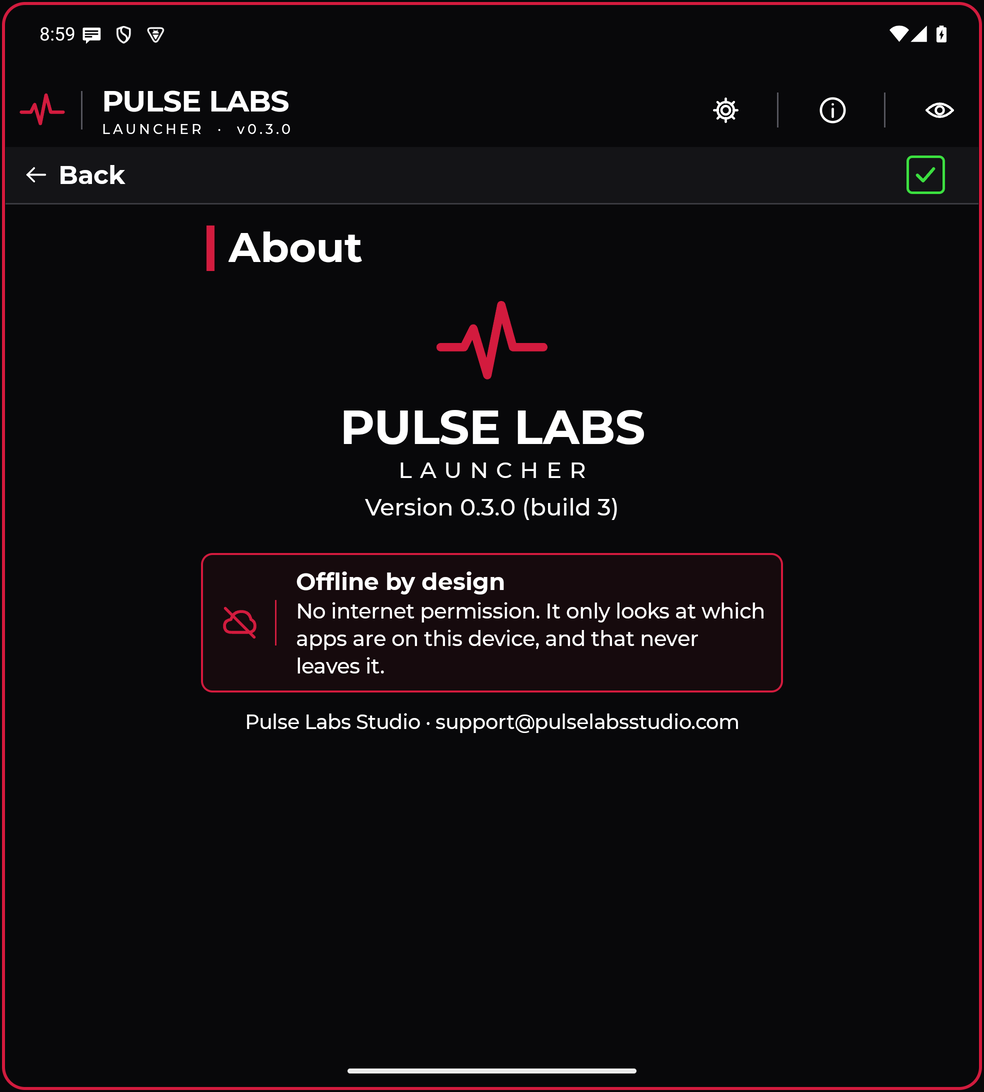 8:59
PULSE LABS
LAUNCHER · v0.3.0
Back
About
PULSE LABS
LAUNCHER
Version 0.3.0 (build 3)
Offline by design
No internet permission. It only looks at which
apps are on this device, and that never
leaves it.
Pulse Labs Studio · support@pulselabsstudio.com